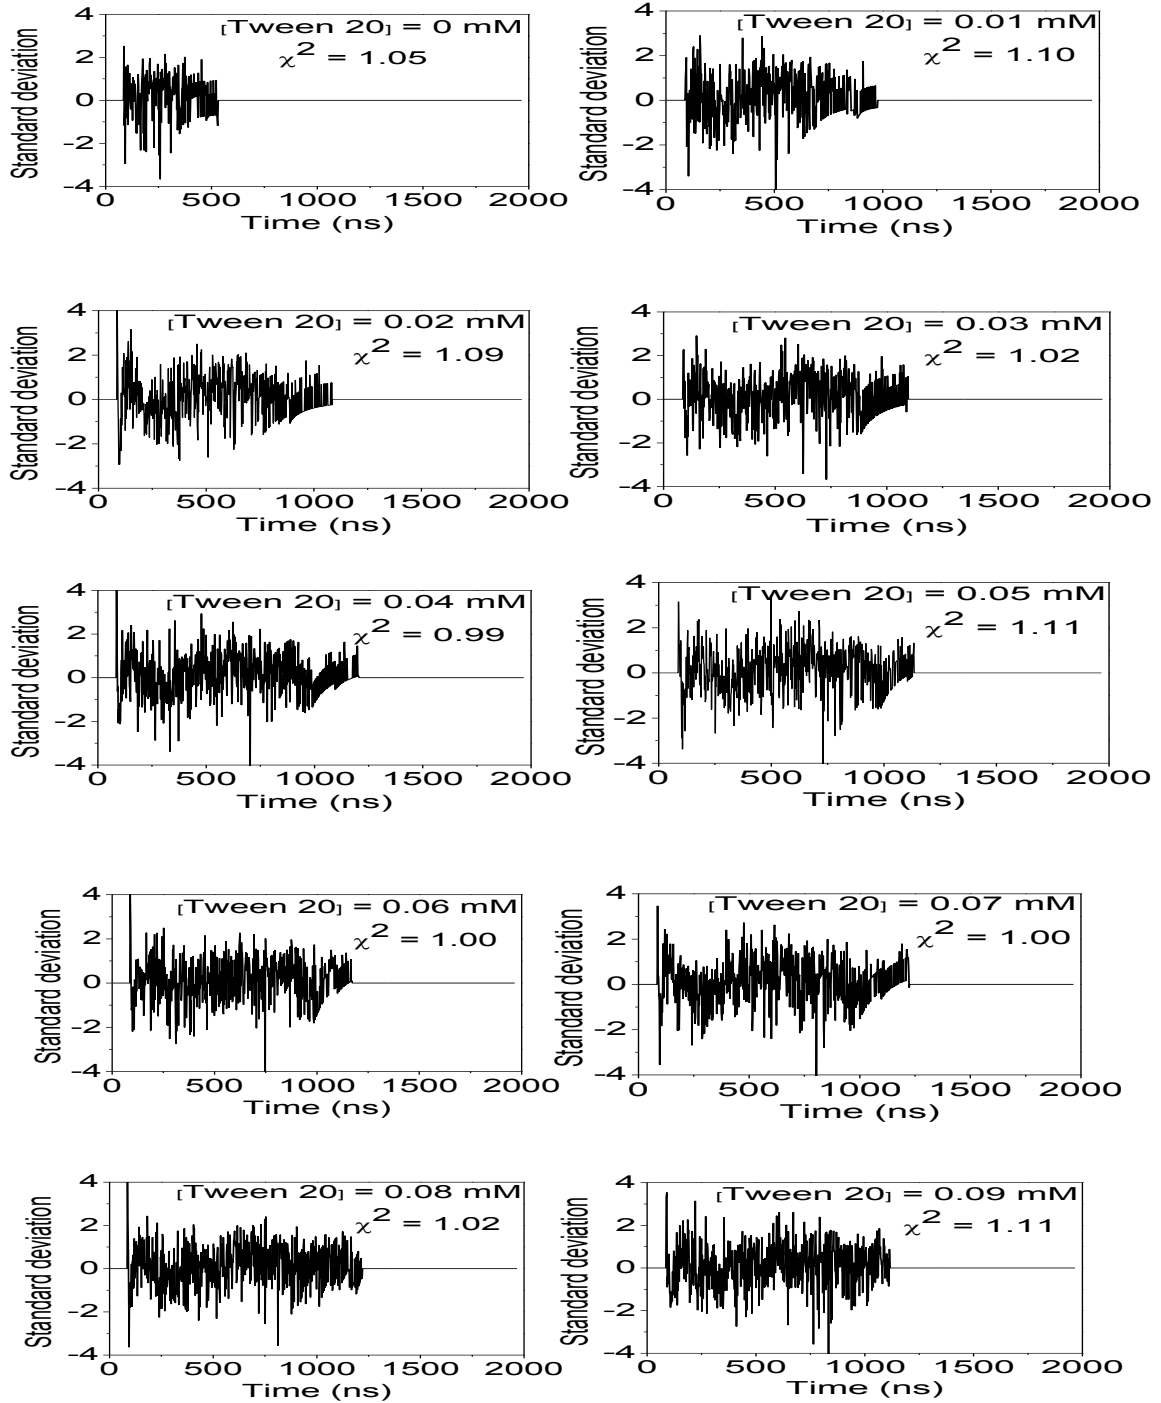 [Tween 20] = 0 mM
χ2 = 1.05
4
2
0
-2
-4
Standard deviation
0 500 1000 1500 2000
Time (ns)
[Tween 20] = 0.01 mM
χ2 = 1.10
4
2
0
-2
-4
Standard deviation
0 500 1000 1500 2000
Time (ns)
[Tween 20] = 0.02 mM
χ2 = 1.09
4
2
0
-2
-4
Standard deviation
0 500 1000 1500 2000
Time (ns)
[Tween 20] = 0.03 mM
χ2 = 1.02
4
2
0
-2
-4
Standard deviation
0 500 1000 1500 2000
Time (ns)
[Tween 20] = 0.04 mM
χ2 = 0.99
4
2
0
-2
-4
Standard deviation
0 500 1000 1500 2000
Time (ns)
[Tween 20] = 0.05 mM
χ2 = 1.11
4
2
0
-2
-4
Standard deviation
0 500 1000 1500 2000
Time (ns)
[Tween 20] = 0.06 mM
χ2 = 1.00
4
2
0
-2
-4
Standard deviation
0 500 1000 1500 2000
Time (ns)
[Tween 20] = 0.07 mM
χ2 = 1.00
4
2
0
-2
-4
Standard deviation
0 500 1000 1500 2000
Time (ns)
[Tween 20] = 0.08 mM
χ2 = 1.02
4
2
0
-2
-4
Standard deviation
0 500 1000 1500 2000
Time (ns)
[Tween 20] = 0.09 mM
χ2 = 1.11
4
2
0
-2
-4
Standard deviation
0 500 1000 1500 2000
Time (ns)